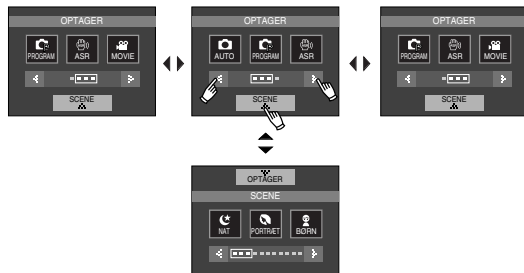 OPTAGER
PROGRAM ASR MOVIE
SCENE
OPTAGER
AUTO PROGRAM ASR
SCENE
OPTAGER
PROGRAM ASR MOVIE
SCENE
OPTAGER
SCENE
NAT PORTRÆT BØRN